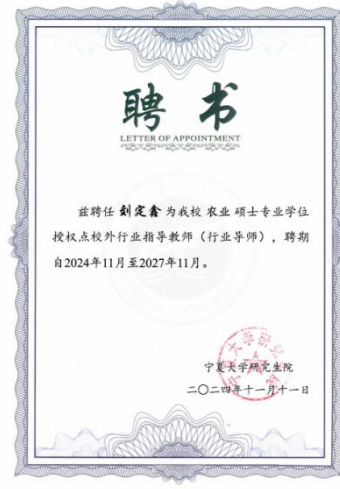 聘书
LETTER OF APPOINTMENT
兹聘任 刘定鑫 为我校 农业 硕士专业学位
授权点校外行业指导教师（行业导师），聘期
自2024年11月至2027年11月。
宁夏大学研究生院
二〇二四年十一月十一日